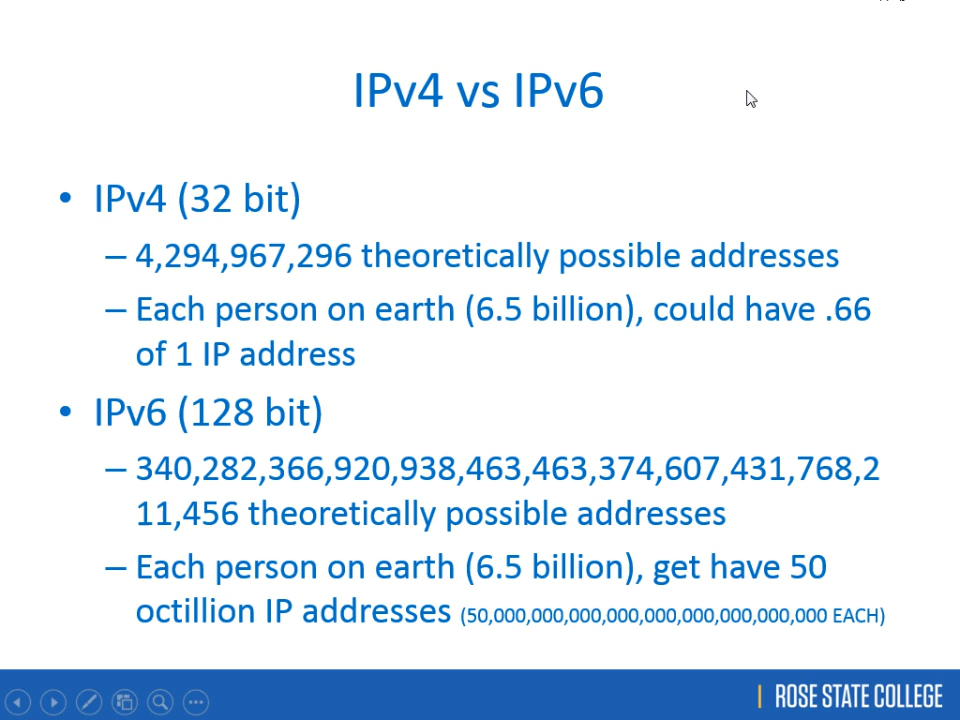 IPv4 vs IPv6
• IPv4 (32 bit)
– 4,294,967,296 theoretically possible addresses
– Each person on earth (6.5 billion), could have .66
of 1 IP address
• IPv6 (128 bit)
– 340,282,366,920,938,463,463,374,607,431,768,2
11,456 theoretically possible addresses
– Each person on earth (6.5 billion), get have 50
octillion IP addresses (50,000,000,000,000,000,000,000,000,000 EACH)
ROSE STATE COLLEGE